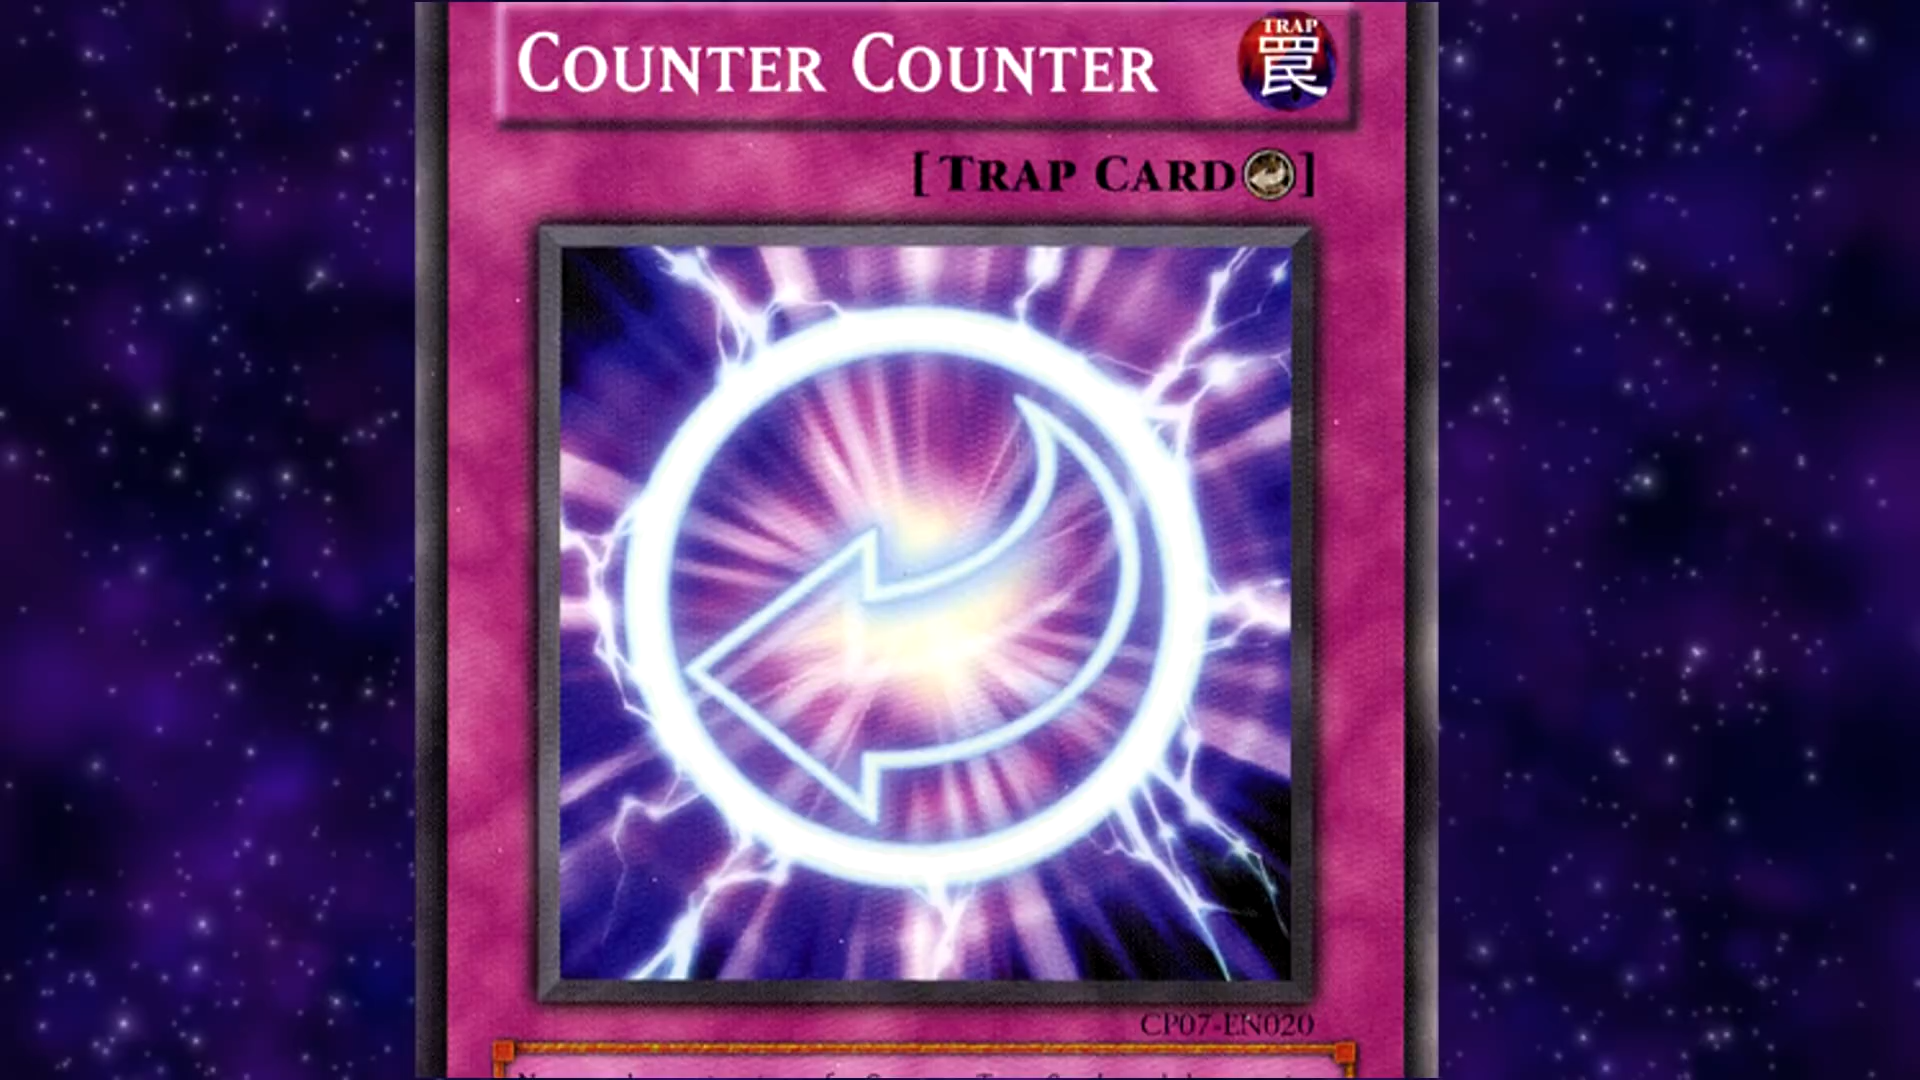 COUNTER COUNTER
TRAP
罠
[TRAP CARD]
CP07-EN020